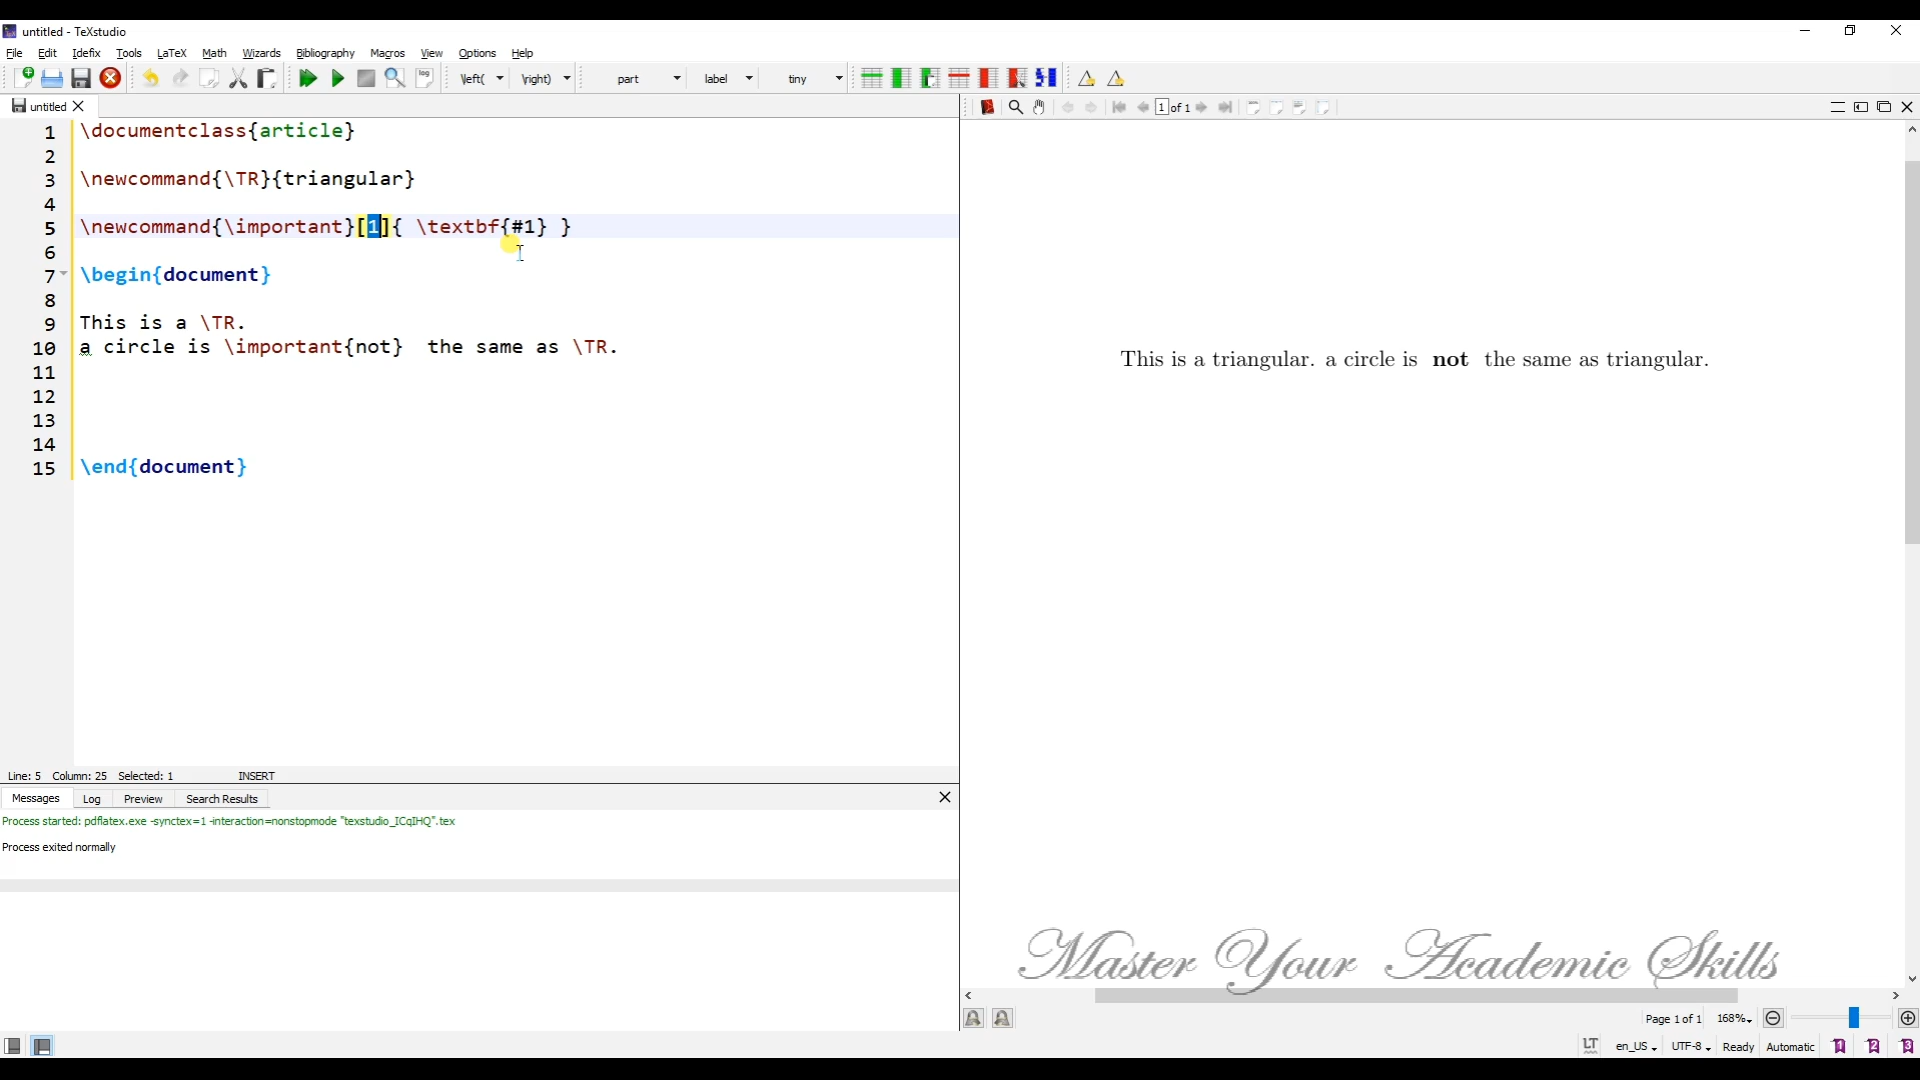 untitled - TeXstudio
File Edit Idefix Tools LaTeX Math Wizards Bibliography Macros View Options Help
log \left( \right) part label tiny
untitled
1 of 1
1 \documentclass{article}
2
3 \newcommand{\TR}{triangular}
4
5 \newcommand{\important}[1]{ \textbf{#1} }
6
7 \begin{document}
8
9 This is a \TR.
10 a circle is \important{not}  the same as \TR.
11
12
13
14
15 \end{document}
This is a triangular. a circle is not the same as triangular.
Line: 5 Column: 25 Selected: 1 INSERT
Messages Log Preview Search Results
Process started: pdflatex.exe -synctex=1 -interaction=nonstopmode "texstudio_ICqIHQ".tex
Process exited normally
Master Your Academic Skills
Page 1 of 1 168%
LT en_US UTF-8 Ready Automatic 1 2 3